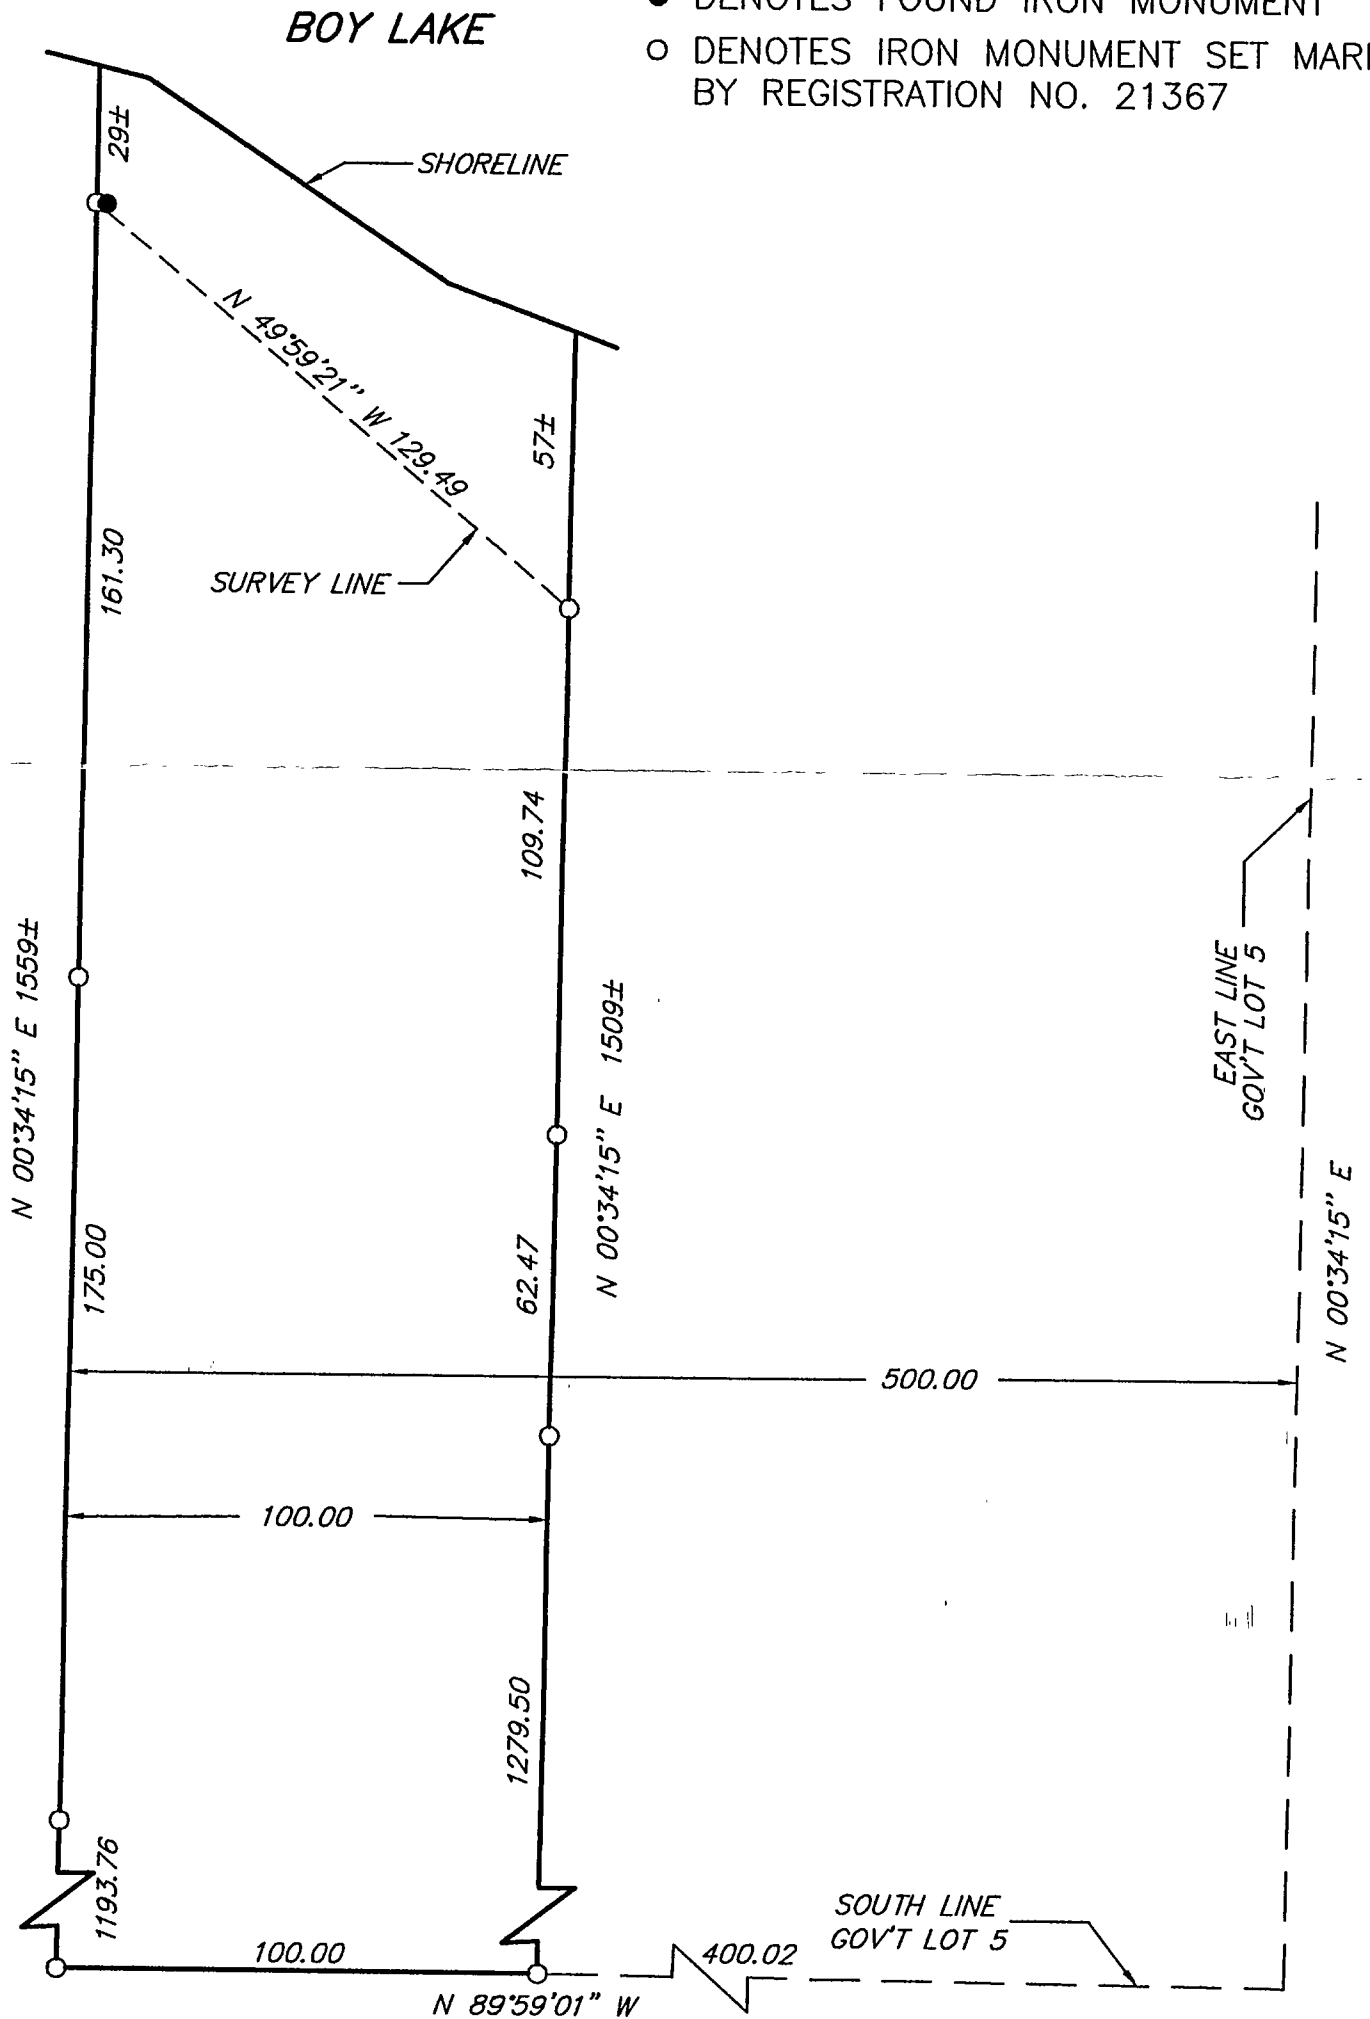 DENOTES FOUND IRON MONUMENT
BOY LAKE
DENOTES IRON MONUMENT SET
BY REGISTRATION NO. 21367
29±
SHORELINE
N 49°59'21" W 129.49
57±
161.30
SURVEY LINE
109.74
N 00°34'15" E 1559±
N 00°34'15" E 1509±
EAST LINE
GOV'T LOT 5
N 00°34'15" E
175.00
62.47
500.00
100.00
1279.50
1193.76
SOUTH LINE
GOV'T LOT 5
100.00
400.02
N 89°59'01" W